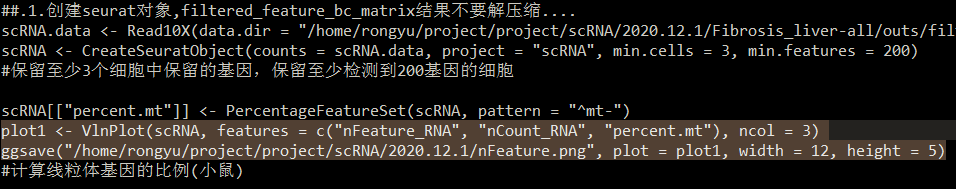 ##.1.创建seurat对象,filtered_feature_bc_matrix结果不要解压缩....
scRNA.data <- Read10X(data.dir = "/home/rongyu/project/project/scRNA/2020.12.1/Fibrosis_liver-all/outs/fil
scRNA <- CreateSeuratObject(counts = scRNA.data, project = "scRNA", min.cells = 3, min.features = 200)
#保留至少3个细胞中保留的基因，保留至少检测到200基因的细胞
scRNA[["percent.mt"]] <- PercentageFeatureSet(scRNA, pattern = "^mt-")
plot1 <- VlnPlot(scRNA, features = c("nFeature_RNA", "nCount_RNA", "percent.mt"), ncol = 3)
ggsave("/home/rongyu/project/project/scRNA/2020.12.1/nFeature.png", plot = plot1, width = 12, height = 5)
#计算线粒体基因的比例(小鼠)